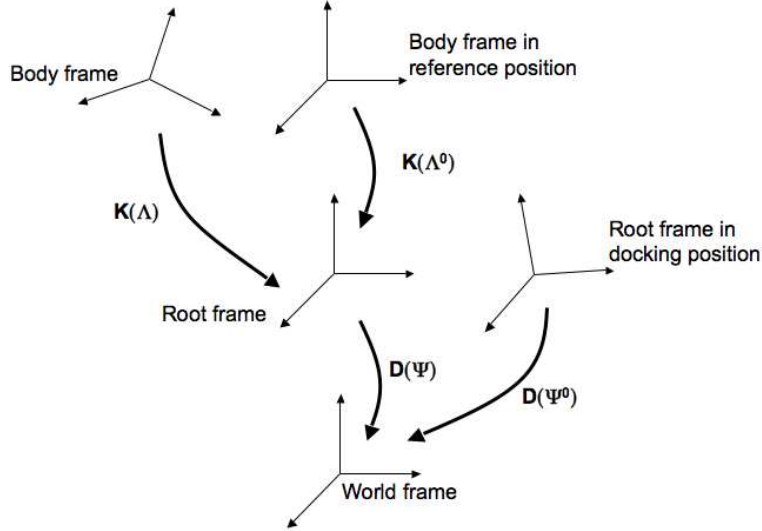 Body frame
Body frame in
reference position
K(Λ⁰)
K(Λ)
Root frame in
docking position
Root frame
D(Ψ)
D(Ψ⁰)
World frame